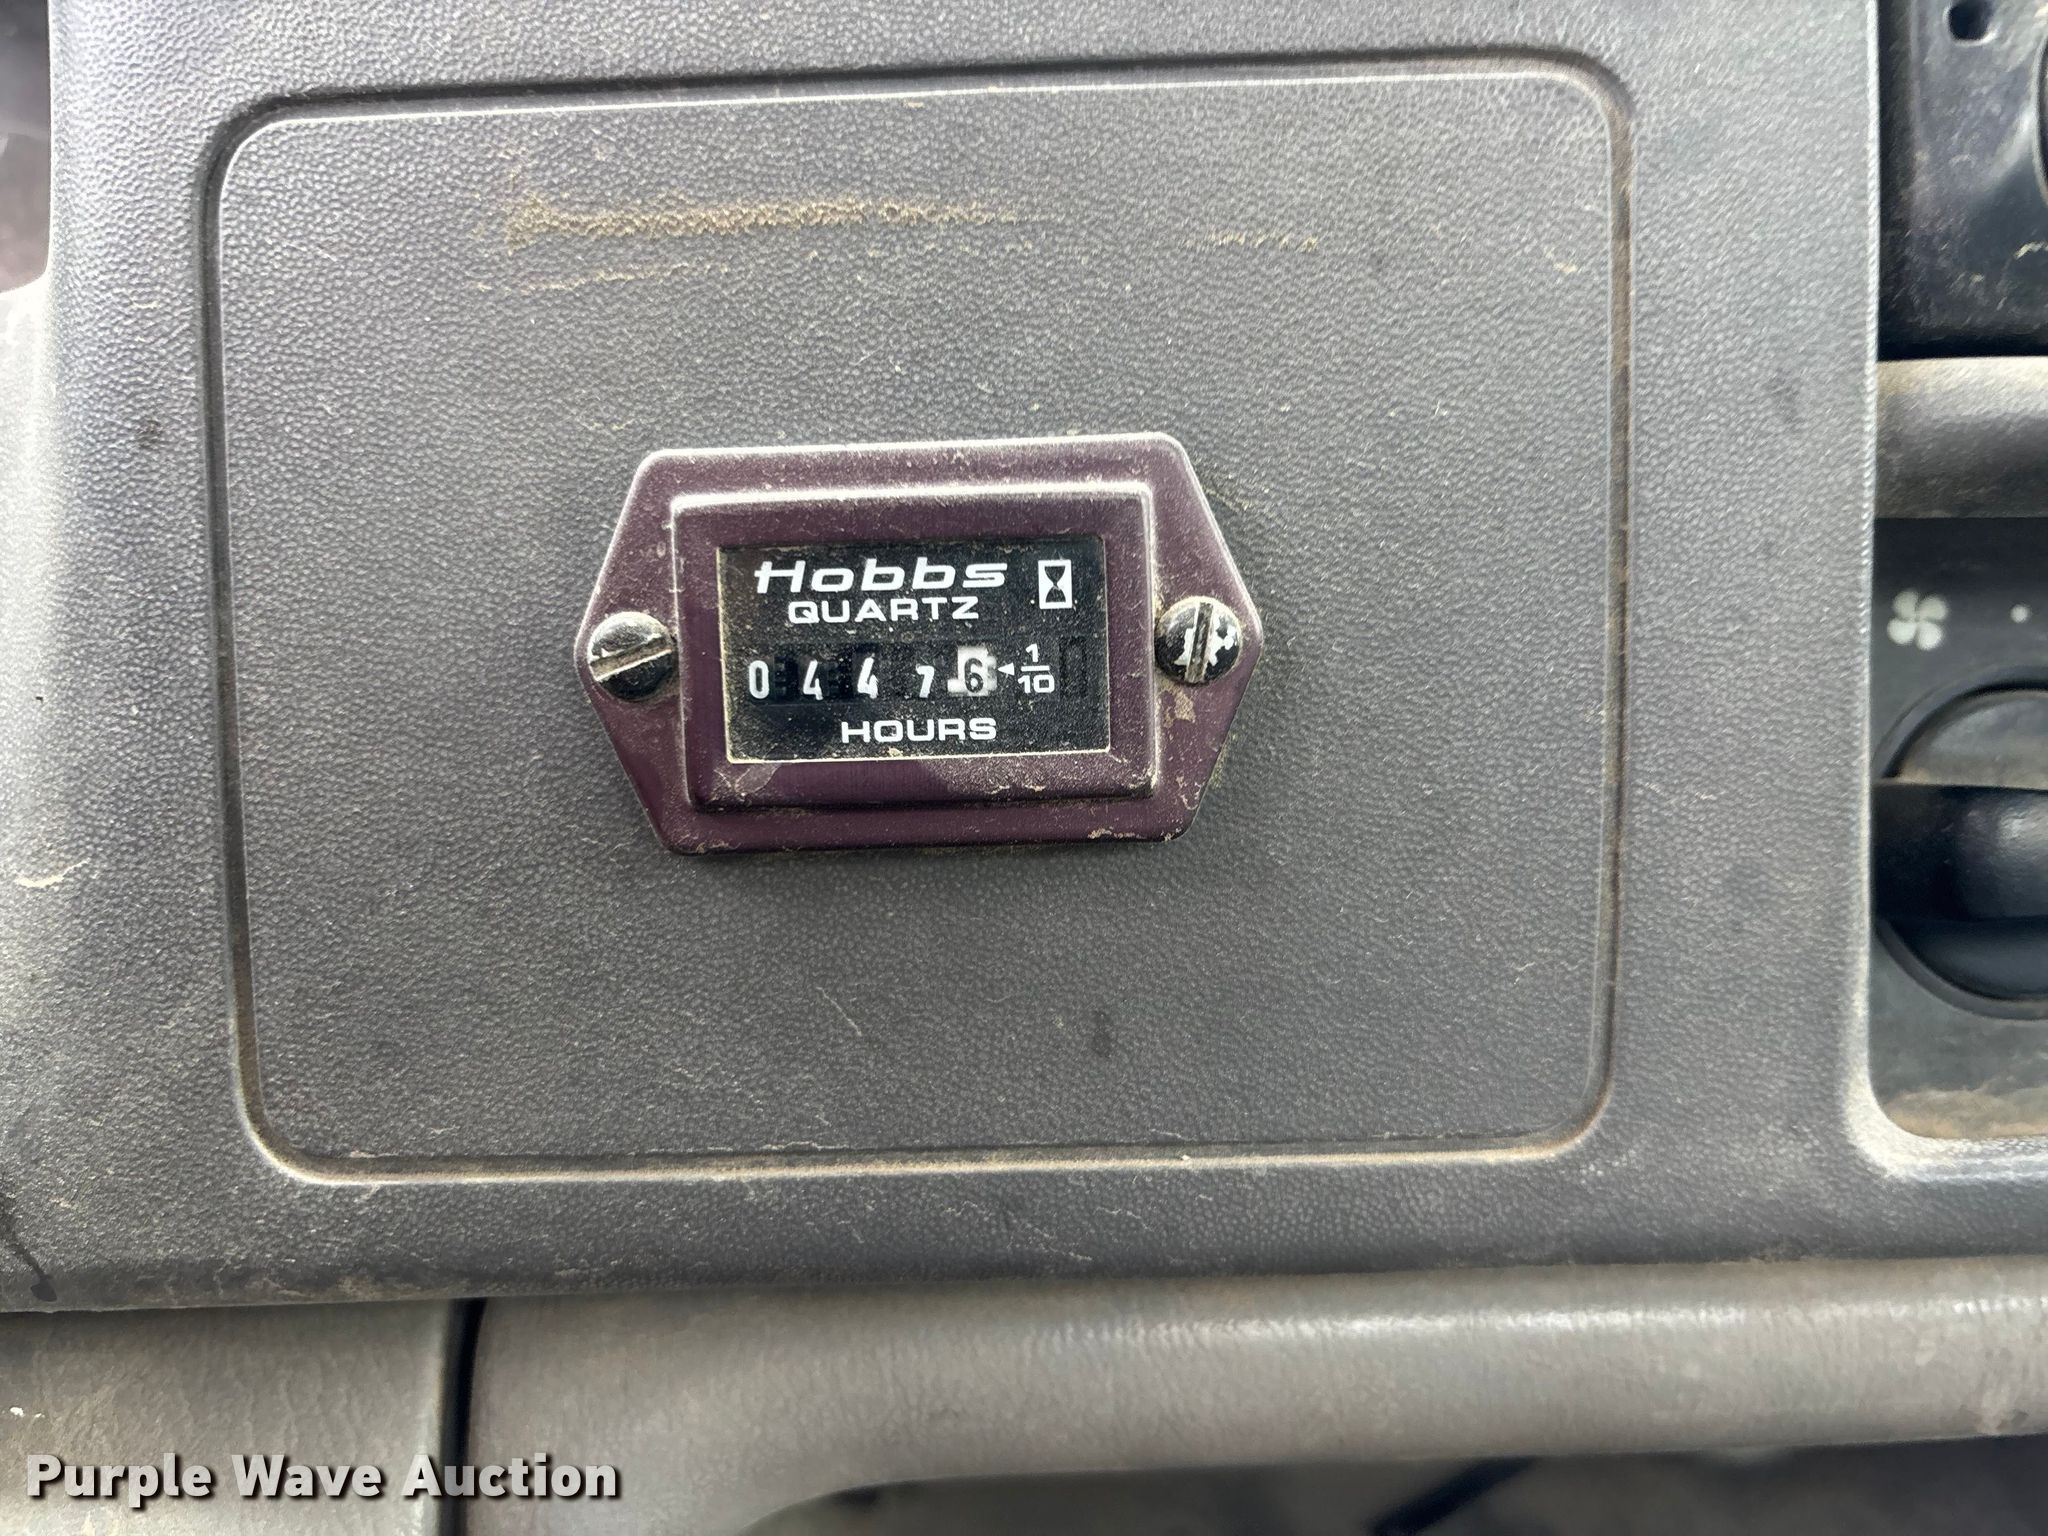 Hobbs
QUARTZ
0 4 4 7 6 1/10
HOURS
Purple Wave Auction